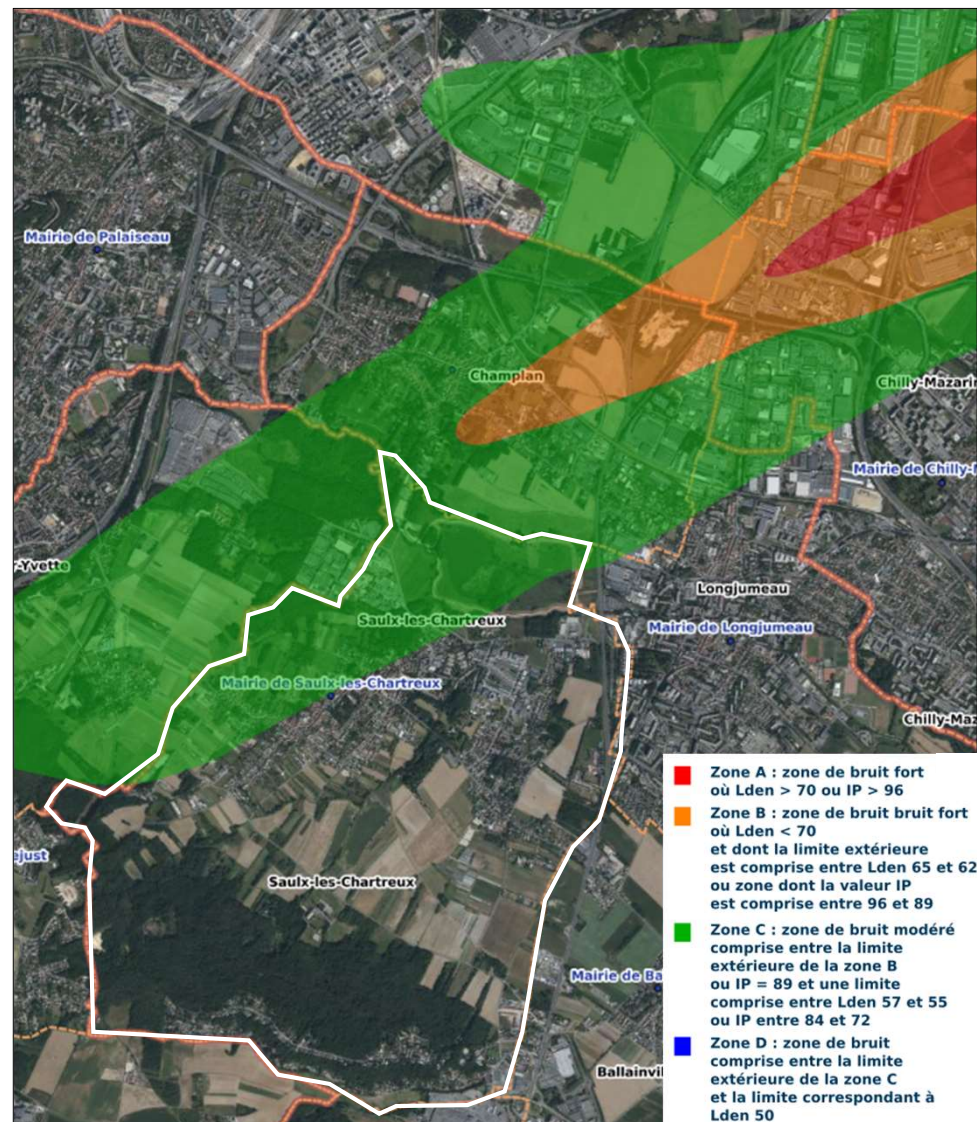 Mairie de Palaiseau
Champlan
Chilly-Mazarin
Mairie de Chilly-M
-Yvette
Longjumeau
Saulx-les-Chartreux
Mairie de Longjumeau
Mairie de Saulx-les-Chartreux
Chilly-Maz
ejust
Saulx-les-Chartreux
Mairie de Ba
Ballainvil
Zone A : zone de bruit fort
où Lden > 70 ou IP > 96
Zone B : zone de bruit bruit fort
où Lden < 70
et dont la limite extérieure
est comprise entre Lden 65 et 62
ou zone dont la valeur IP
est comprise entre 96 et 89
Zone C : zone de bruit modéré
comprise entre la limite
extérieure de la zone B
ou IP = 89 et une limite
comprise entre Lden 57 et 55
ou IP entre 84 et 72
Zone D : zone de bruit
comprise entre la limite
extérieure de la zone C
et la limite correspondant à
Lden 50